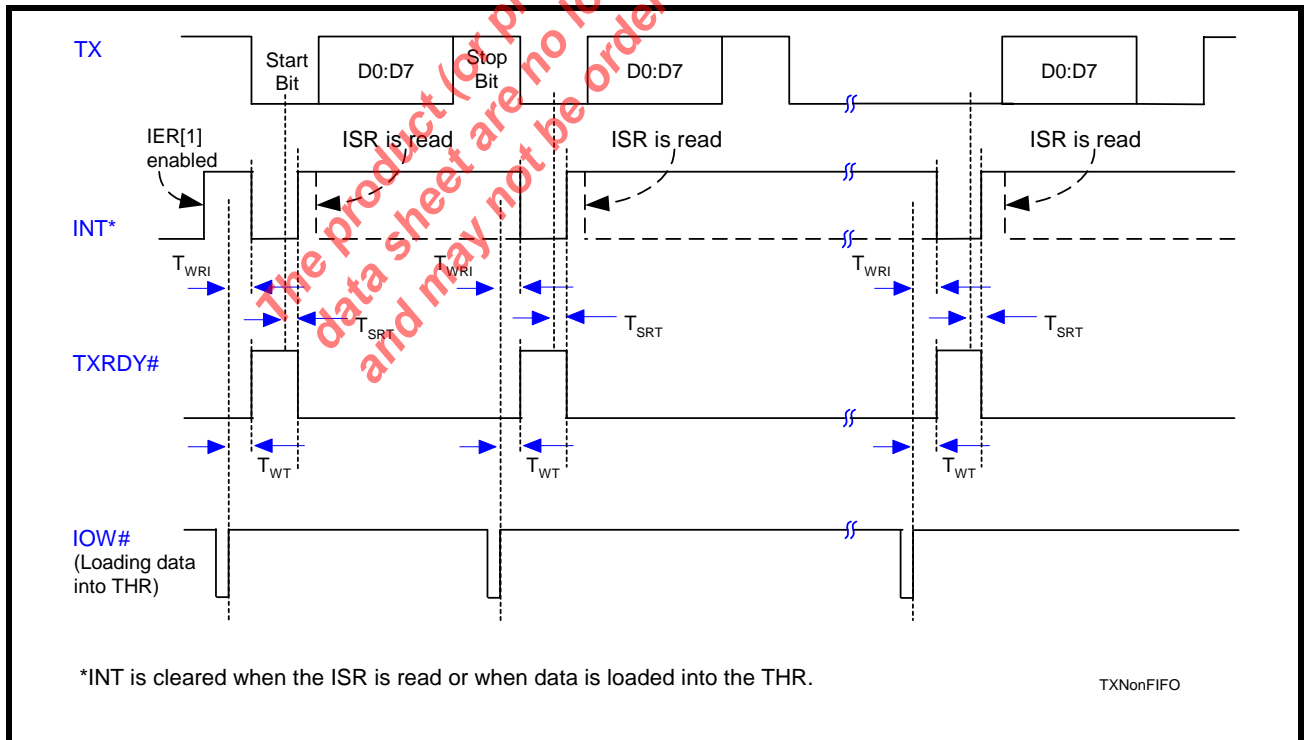 TX
Start
Bit
D0:D7
Stop
Bit
D0:D7
D0:D7
IER[1]
enabled
ISR is read
ISR is read
ISR is read
INT*
TWRI
TWRI
TWRI
TSRT
TSRT
TSRT
TXRDY#
TWT
TWT
TWT
IOW#
(Loading data
into THR)
*INT is cleared when the ISR is read or when data is loaded into the THR.
TXNonFIFO
The product (or
data sheet are no
and may not be